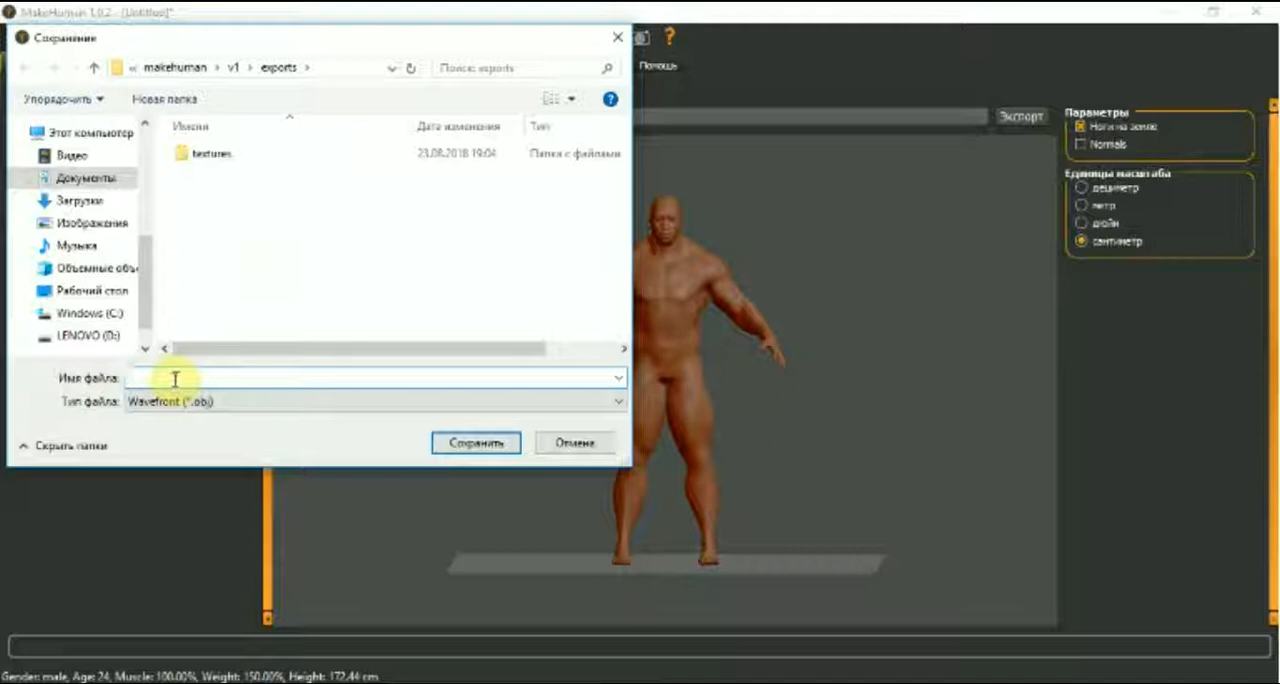 MakeHuman 1.0.2 - [Untitled]*
Сохранение
« makehuman › v1 › exports ›
Поиск: exports
Помощь
Упорядочить
Новая папка
Имени
Дата изменения
Тип
textures
23.08.2018 19:04
Папка с файлами
Этот компьютер
Видео
Документы
Загрузки
Изображения
Музыка
Объемные объ
Рабочий стол
Windows (C:)
LENOVO (D:)
Имя файла:
Тип файла: Wavefront (*.obj)
Скрыть папки
Сохранить
Отмена
Экспорт
Параметры
Ноги на земле
Normals
Единицы масштаба
дециметр
метр
дюйм
сантиметр
Gender: male, Age: 24, Muscle: 100.00%, Weight: 150.00%, Height: 172.44 cm